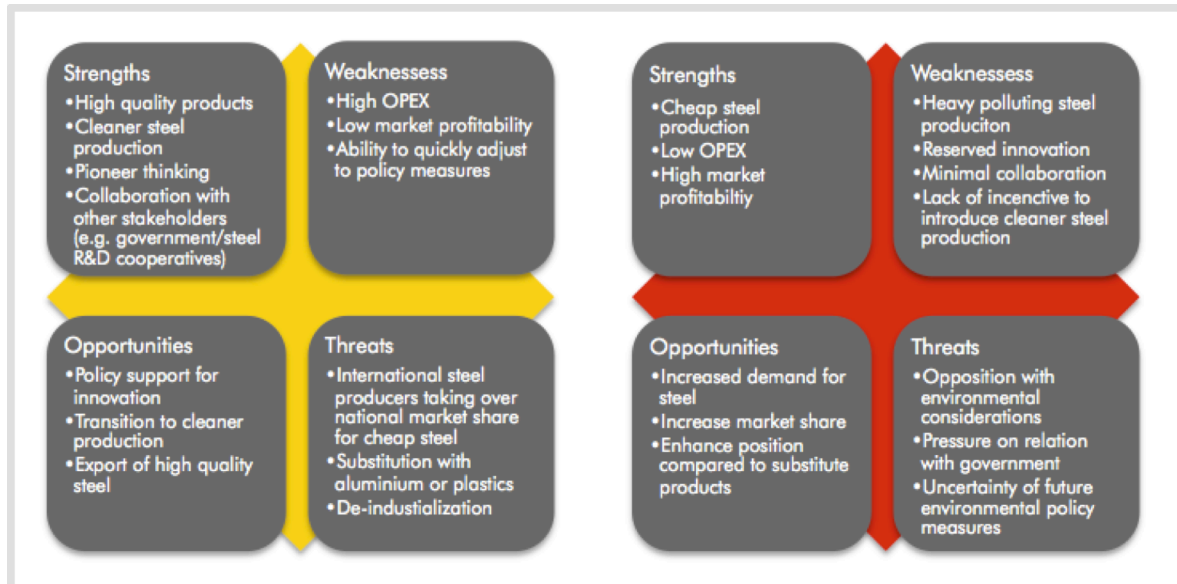 Strengths
•High quality products
•Cleaner steel
production
•Pioneer thinking
•Collaboration with
other stakeholders
(e.g. government/steel
R&D cooperatives)
Weaknessess
•High OPEX
•Low market profitability
•Ability to quickly adjust
to policy measures
Opportunities
•Policy support for
innovation
•Transition to cleaner
production
•Export of high quality
steel
Threats
•International steel
producers taking over
national market share
for cheap steel
•Substitution with
aluminium or plastics
•De-industialization
Strengths
•Cheap steel
production
•Low OPEX
•High market
profitabiltiy
Weaknessess
•Heavy polluting steel
produciton
•Reserved innovation
•Minimal collaboration
•Lack of incenctive to
introduce cleaner steel
production
Opportunities
•Increased demand for
steel
•Increase market share
•Enhance position
compared to substitute
products
Threats
•Opposition with
environmental
considerations
•Pressure on relation
with government
•Uncertainty of future
environmental policy
measures